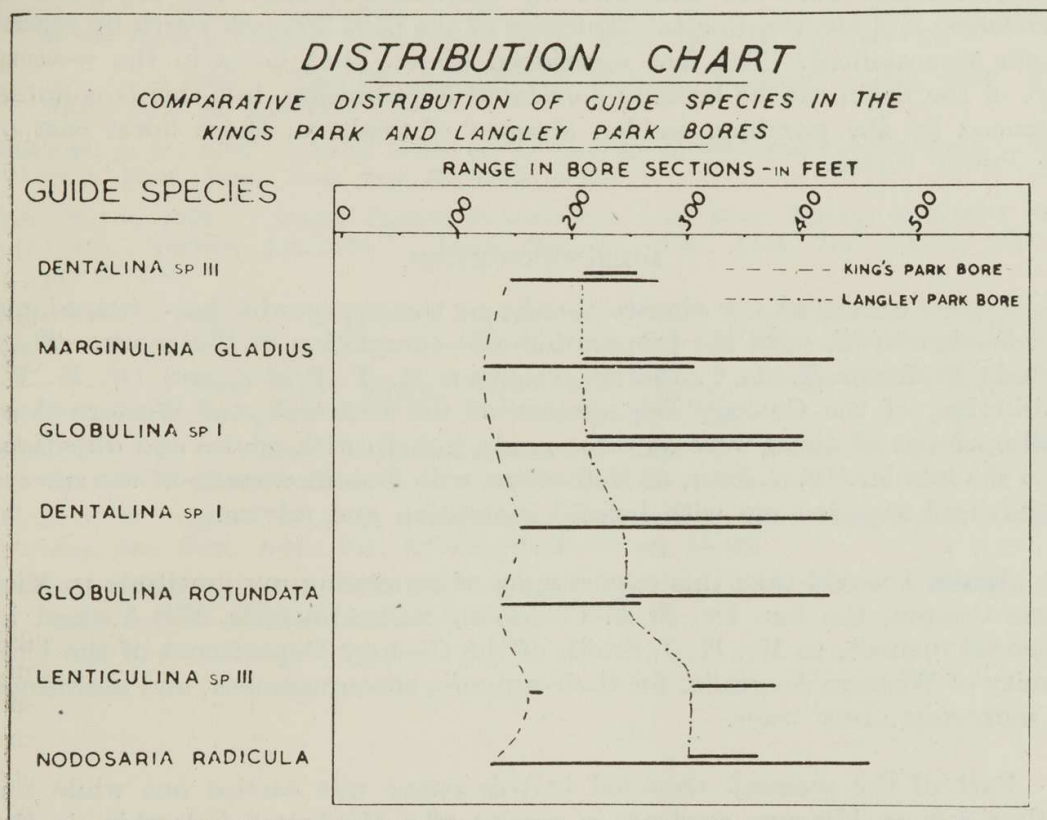 DISTRIBUTION CHART
COMPARATIVE DISTRIBUTION OF GUIDE SPECIES IN THE
KINGS PARK AND LANGLEY PARK BORES
RANGE IN BORE SECTIONS - IN FEET
GUIDE SPECIES
0 100 200 300 400 500
DENTALINA SP III
KING'S PARK BORE
LANGLEY PARK BORE
MARGINULINA GLADIUS
GLOBULINA SP I
DENTALINA SP I
GLOBULINA ROTUNDATA
LENTICULINA SP III
NODOSARIA RADICULA